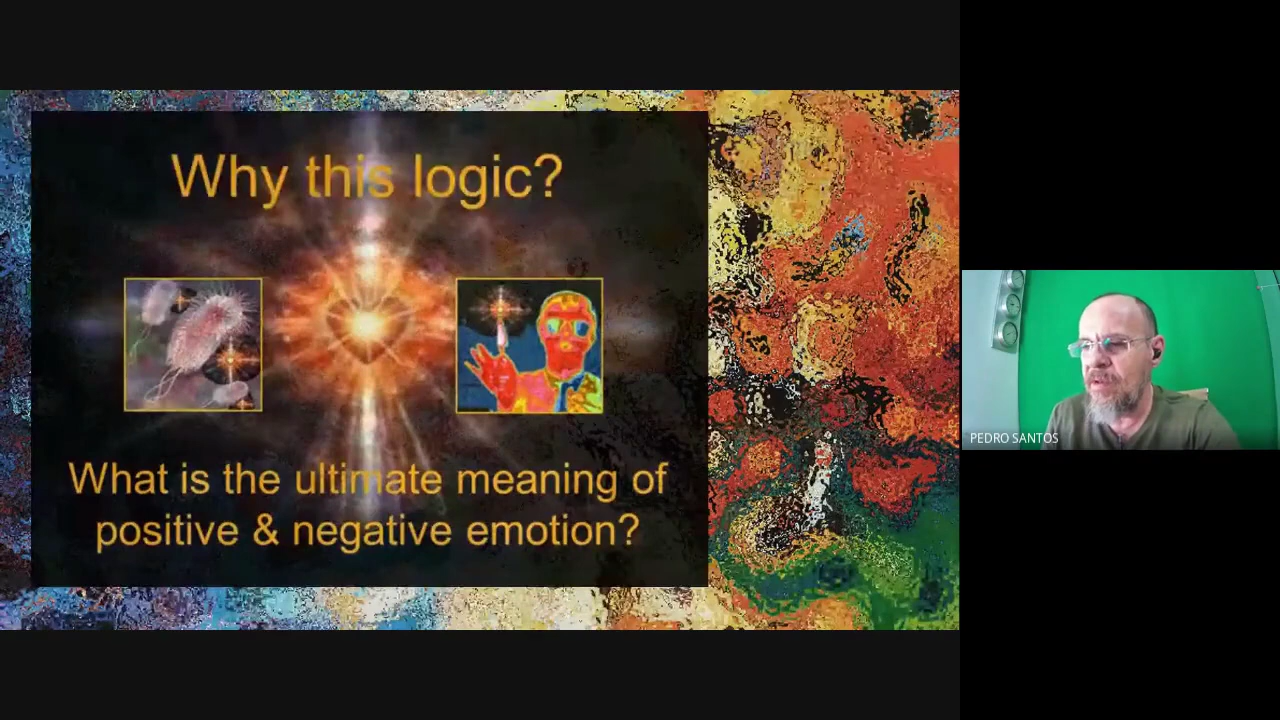 Why this logic?
What is the ultimate meaning of
positive & negative emotion?
PEDRO SANTOS